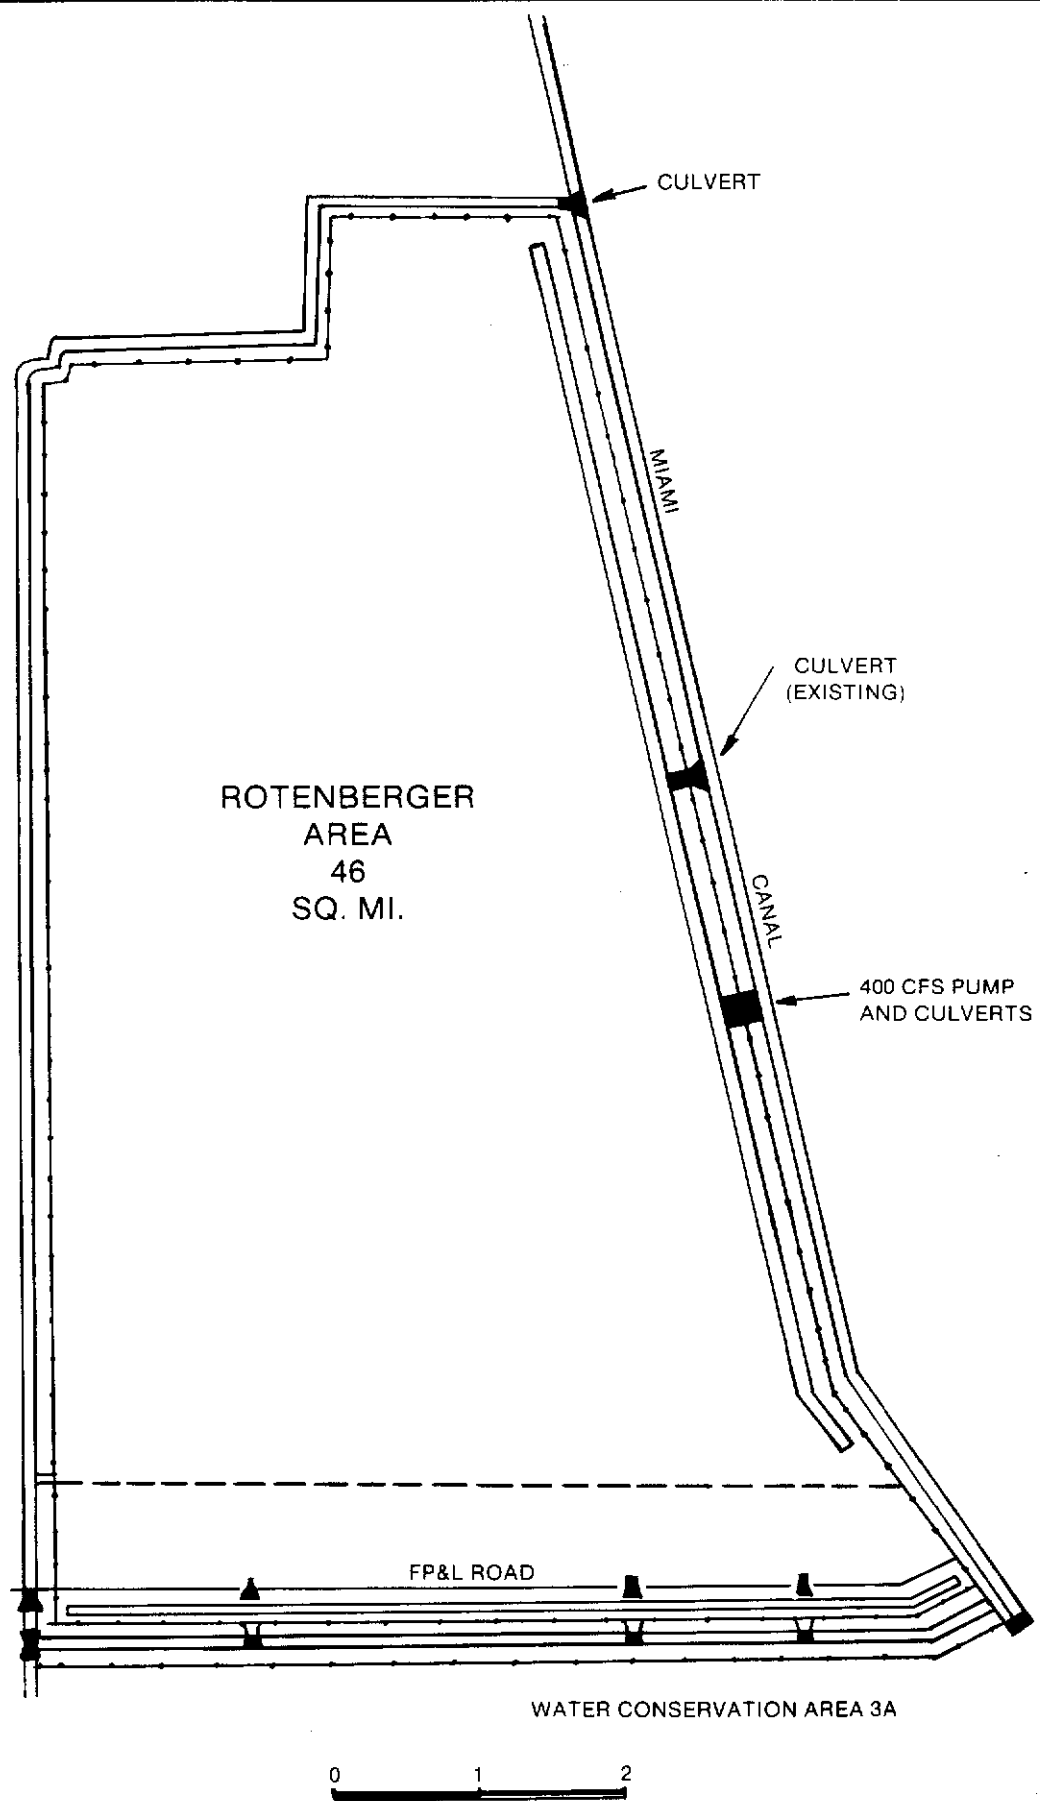 CULVERT
MIAMI
CULVERT
(EXISTING)
ROTENBERGER
AREA
46
SQ. MI.
CANAL
400 CFS PUMP
AND CULVERTS
FP&L ROAD
WATER CONSERVATION AREA 3A
0 1 2